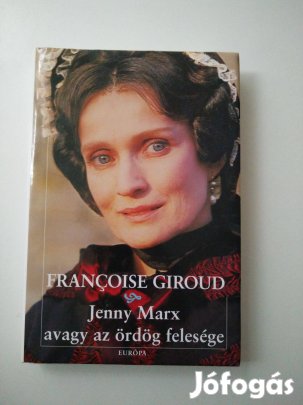 FRANÇOISE GIROUD
Jenny Marx
avagy az ördög felesége
EURÓPA
Jófogás